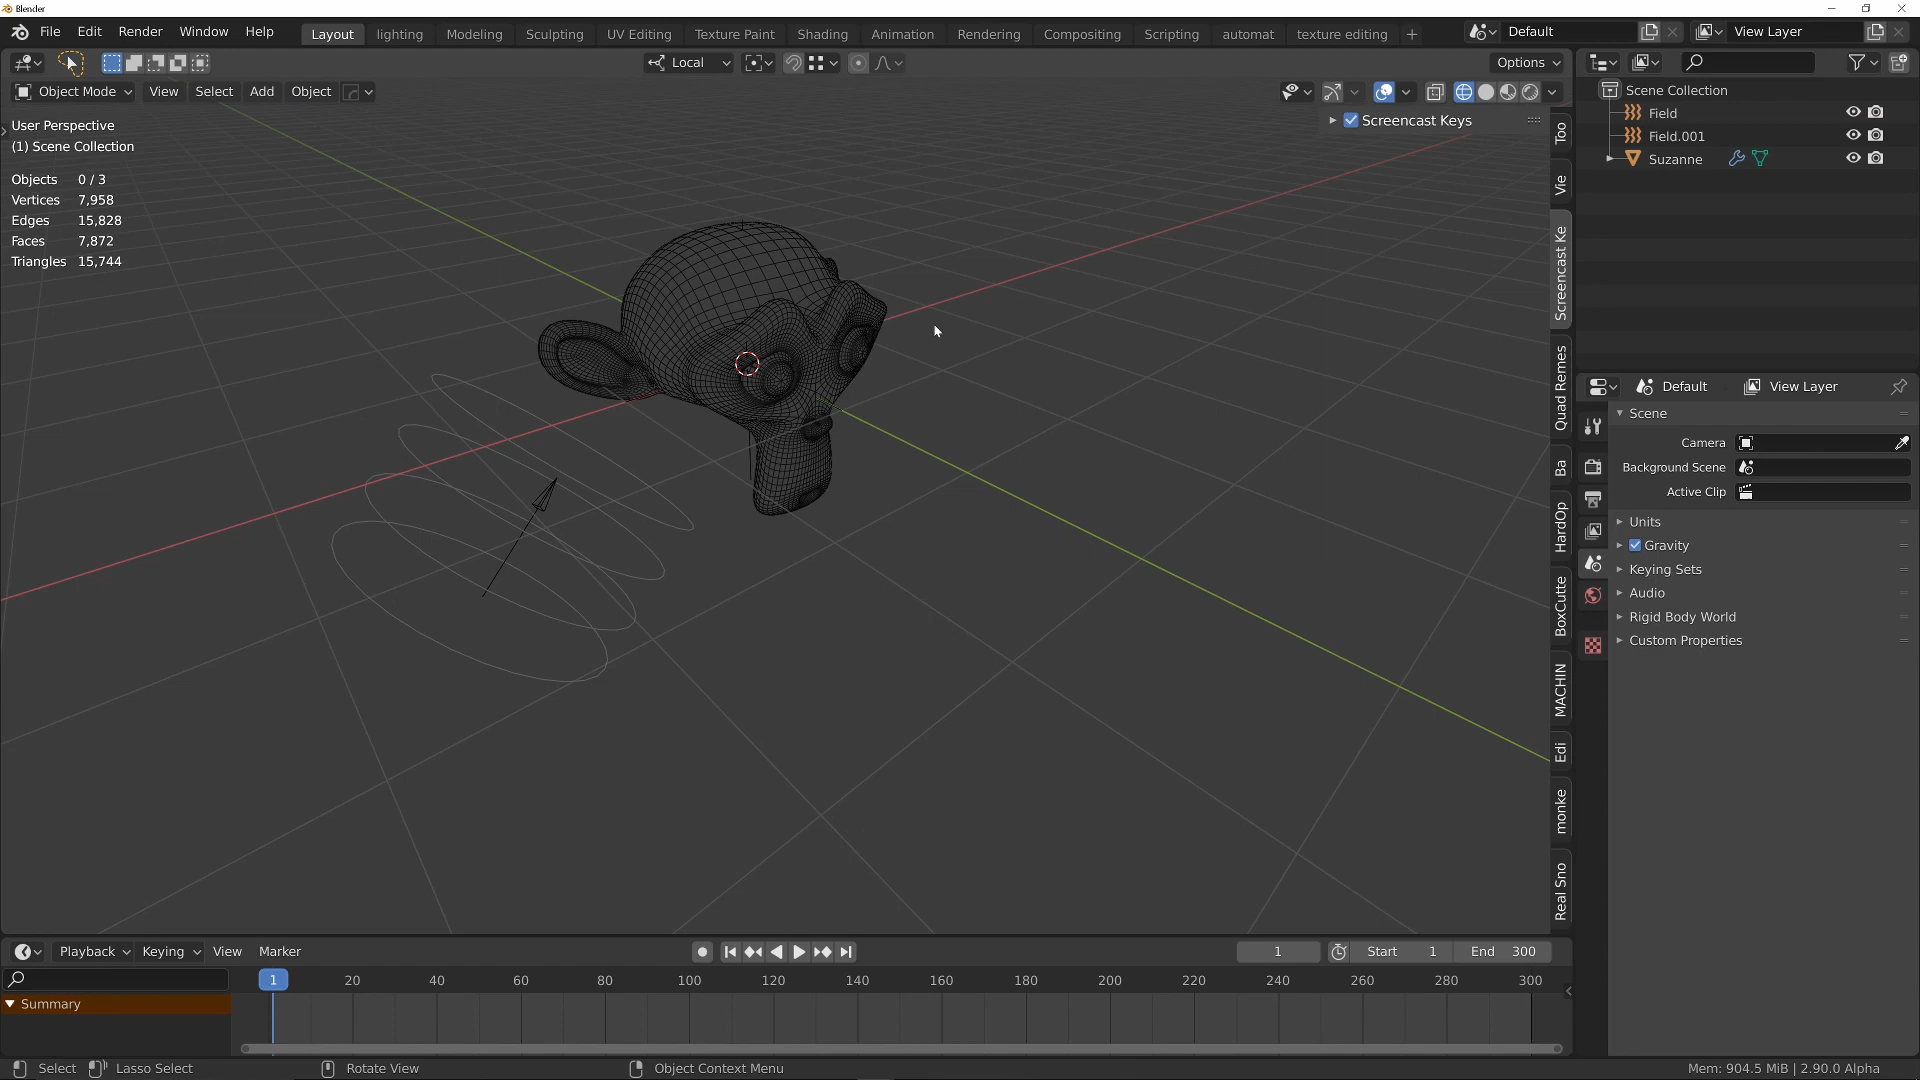 Blender
File Edit Render Window Help Layout lighting Modeling Sculpting UV Editing Texture Paint Shading Animation Rendering Compositing Scripting automat texture editing + Default View Layer
Local Options
Object Mode View Select Add Object
User Perspective
(1) Scene Collection
Objects 0 / 3
Vertices 7,958
Edges 15,828
Faces 7,872
Triangles 15,744
Screencast Keys
Too
Vie
Screencast Ke
Quad Remes
Ba
HardOp
BoxCutte
MACHIN
Edi
monke
Real Sno
Scene Collection
Field
Field.001
Suzanne
Default View Layer
Scene
Camera
Background Scene
Active Clip
Units
Gravity
Keying Sets
Audio
Rigid Body World
Custom Properties
Playback Keying View Marker 1 Start 1 End 300
1 20 40 60 80 100 120 140 160 180 200 220 240 260 280 300
Summary
Select Lasso Select Rotate View Object Context Menu Mem: 904.5 MiB | 2.90.0 Alpha